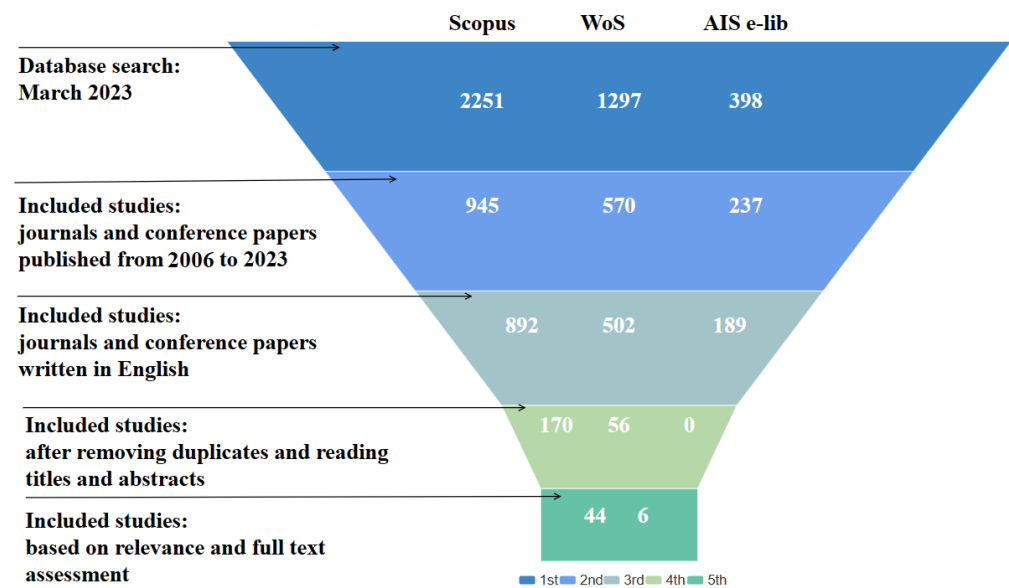 Scopus WoS AIS e-lib
Database search:
March 2023
2251 1297 398
Included studies:
journals and conference papers
published from 2006 to 2023
945 570 237
Included studies:
journals and conference papers
written in English
892 502 189
Included studies:
after removing duplicates and reading
titles and abstracts
170 56 0
Included studies:
based on relevance and full text
assessment
44 6
1st 2nd 3rd 4th 5th